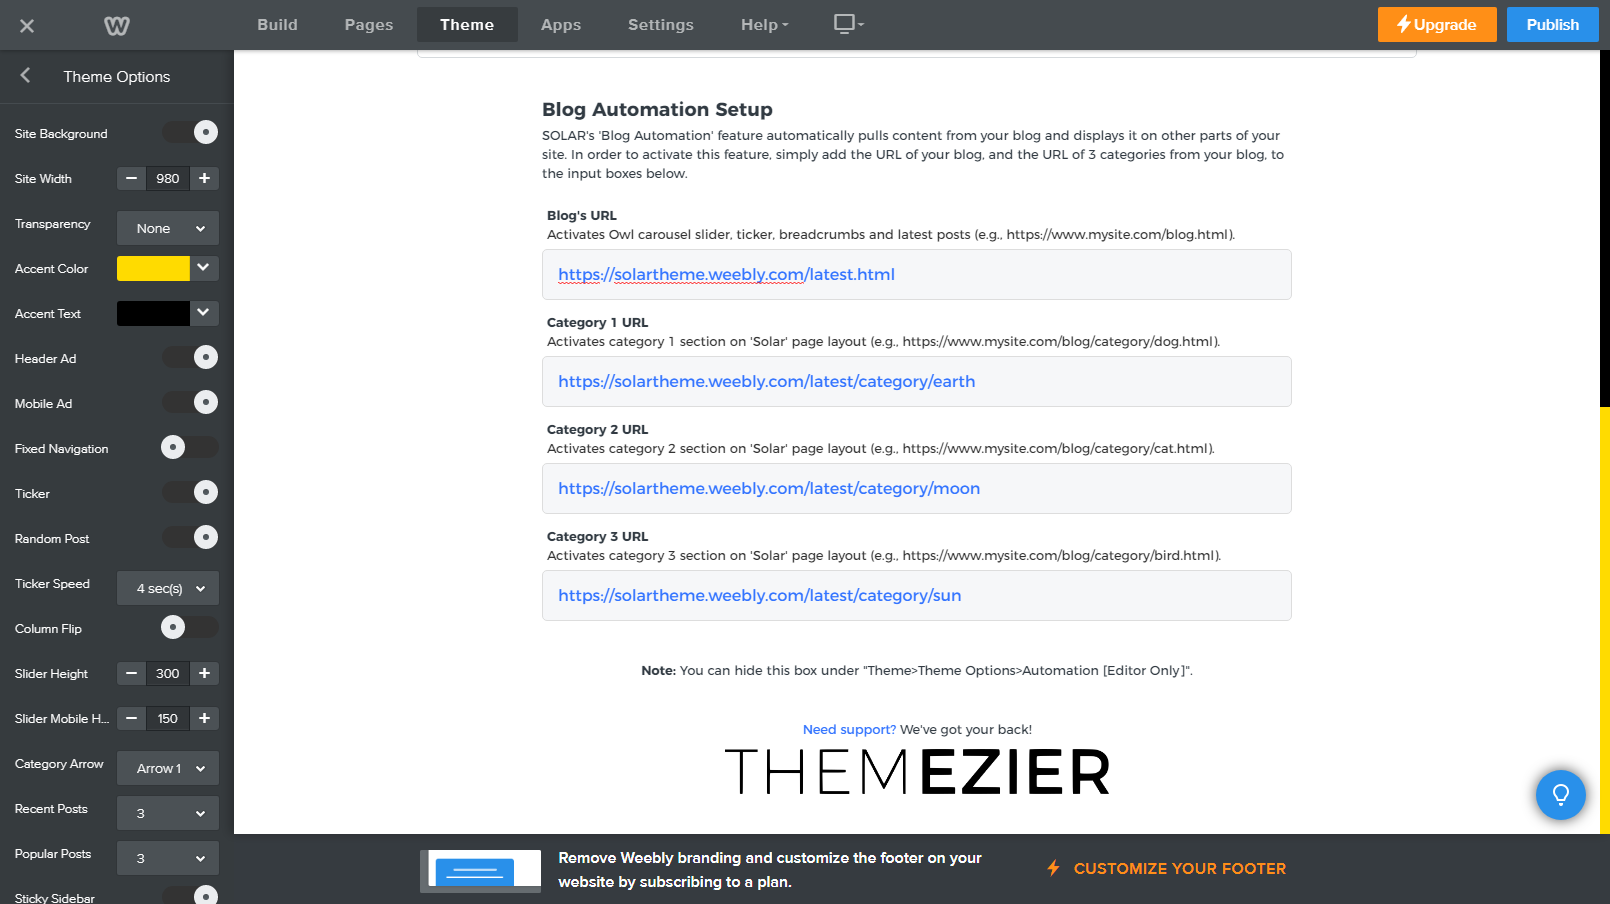 Build
Pages
Theme
Apps
Settings
Help
Upgrade
Publish
Theme Options
Site Background
Site Width
980
Transparency
None
Accent Color
Accent Text
Header Ad
Mobile Ad
Fixed Navigation
Ticker
Random Post
Ticker Speed
4 sec(s)
Column Flip
Slider Height
300
Slider Mobile H...
150
Category Arrow
Arrow 1
Recent Posts
3
Popular Posts
3
Sticky Sidebar
Blog Automation Setup
SOLAR's 'Blog Automation' feature automatically pulls content from your blog and displays it on other parts of your
site. In order to activate this feature, simply add the URL of your blog, and the URL of 3 categories from your blog, to
the input boxes below.
Blog's URL
Activates Owl carousel slider, ticker, breadcrumbs and latest posts (e.g., https://www.mysite.com/blog.html).
https://solartheme.weebly.com/latest.html
Category 1 URL
Activates category 1 section on 'Solar' page layout (e.g., https://www.mysite.com/blog/category/dog.html).
https://solartheme.weebly.com/latest/category/earth
Category 2 URL
Activates category 2 section on 'Solar' page layout (e.g., https://www.mysite.com/blog/category/cat.html).
https://solartheme.weebly.com/latest/category/moon
Category 3 URL
Activates category 3 section on 'Solar' page layout (e.g., https://www.mysite.com/blog/category/bird.html).
https://solartheme.weebly.com/latest/category/sun
Note: You can hide this box under "Theme>Theme Options>Automation [Editor Only]".
Need support? We've got your back!
THEMEZIER
Remove Weebly branding and customize the footer on your
website by subscribing to a plan.
CUSTOMIZE YOUR FOOTER